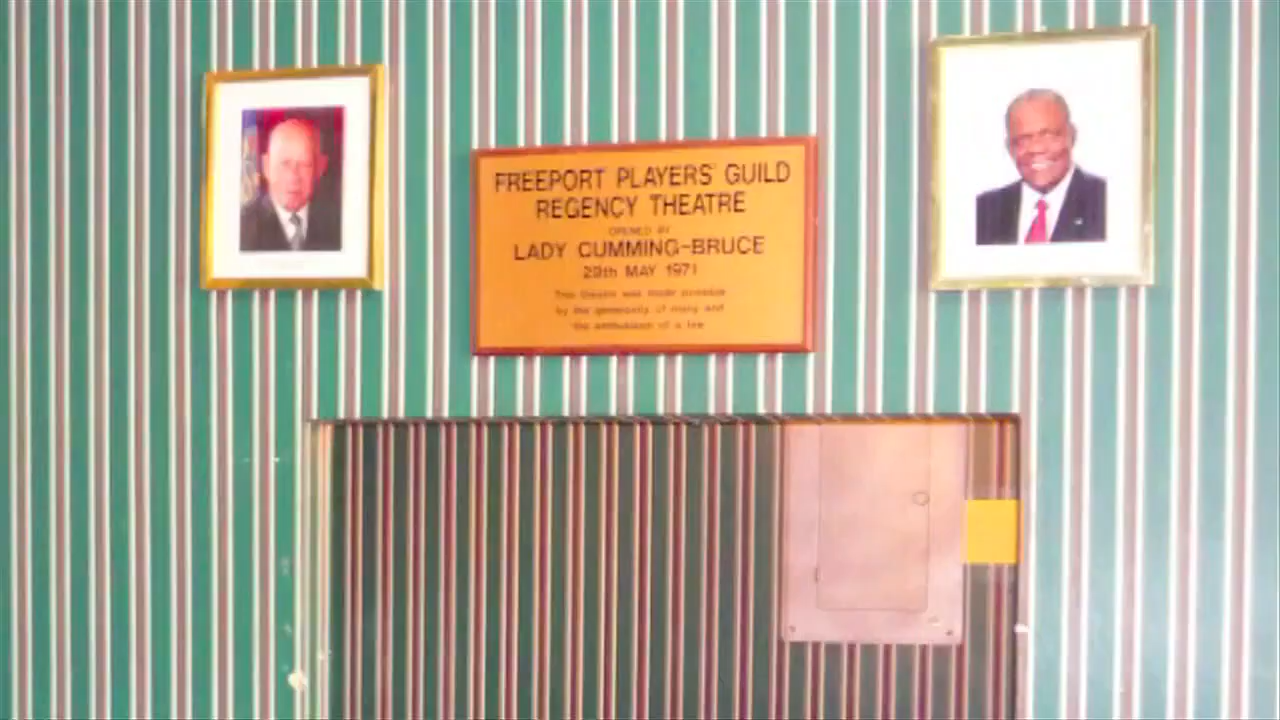 FREEPORT PLAYERS' GUILD
REGENCY THEATRE
OPENED BY
LADY CUMMING-BRUCE
29th MAY 1971
This theatre was made possible
by the generosity of many and
the enthusiasm of a few